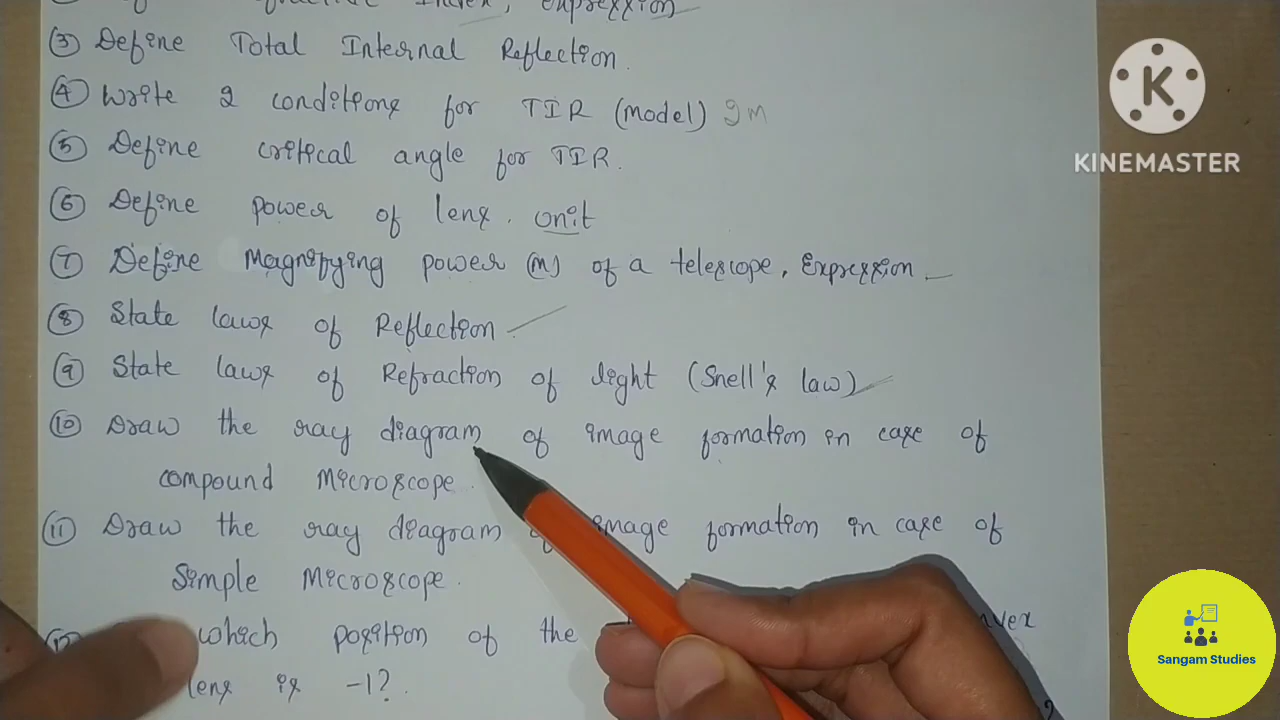 Refractive Index, Expression
③ Define Total Internal Reflection.
④ Write 2 conditions for TIR (model) 2m
⑤ Define critical angle for TIR.
⑥ Define power of lens. unit
⑦ Define Magnifying power (M) of a telescope, Expression
⑧ State laws of Reflection
⑨ State laws of Refraction of light (Snell's law)
⑩ Draw the ray diagram of image formation in case of
compound Microscope.
⑪ Draw the ray diagram of image formation in case of
Simple Microscope.
which position of the
lens is -1?
K
KINEMASTER
Sangam Studies